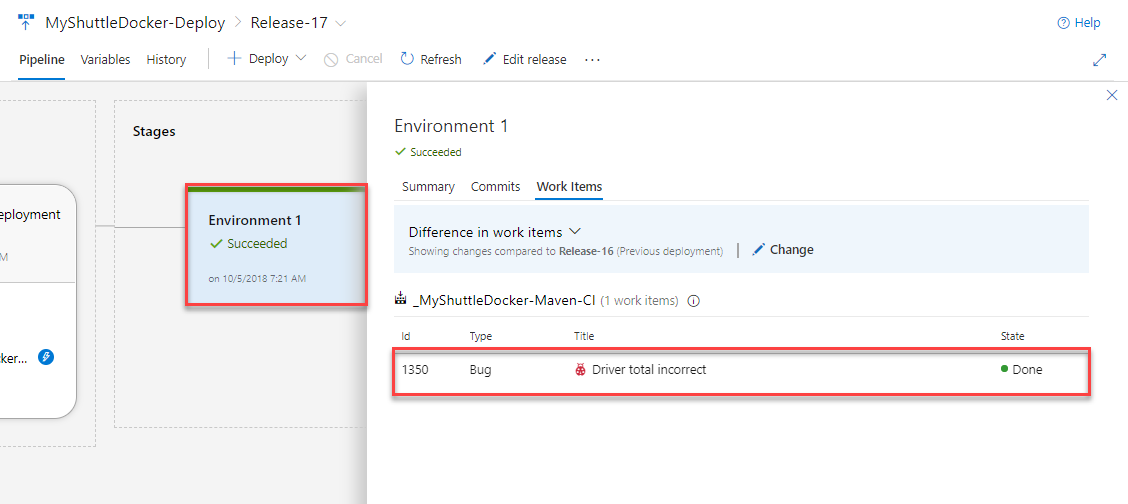 MyShuttleDocker-Deploy > Release-17
Help
Pipeline Variables History Deploy Cancel Refresh Edit release ...
Stages
eployment
M
cker...
Environment 1
Succeeded
on 10/5/2018 7:21 AM
Environment 1
Succeeded
Summary Commits Work Items
Difference in work items
Showing changes compared to Release-16 (Previous deployment) | Change
_MyShuttleDocker-Maven-CI (1 work items)
Id Type Title State
1350 Bug Driver total incorrect Done